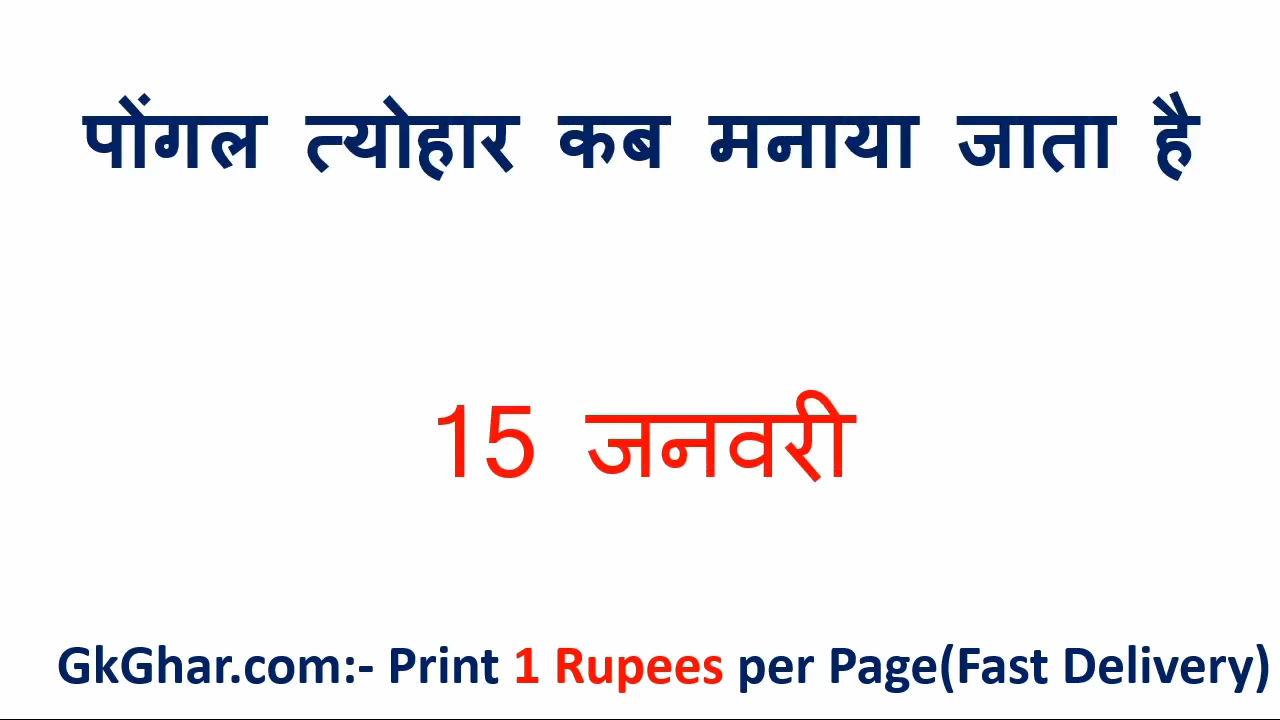 पोंगल त्योहार कब मनाया जाता है
15 जनवरी
GkGhar.com:- Print 1 Rupees per Page(Fast Delivery)